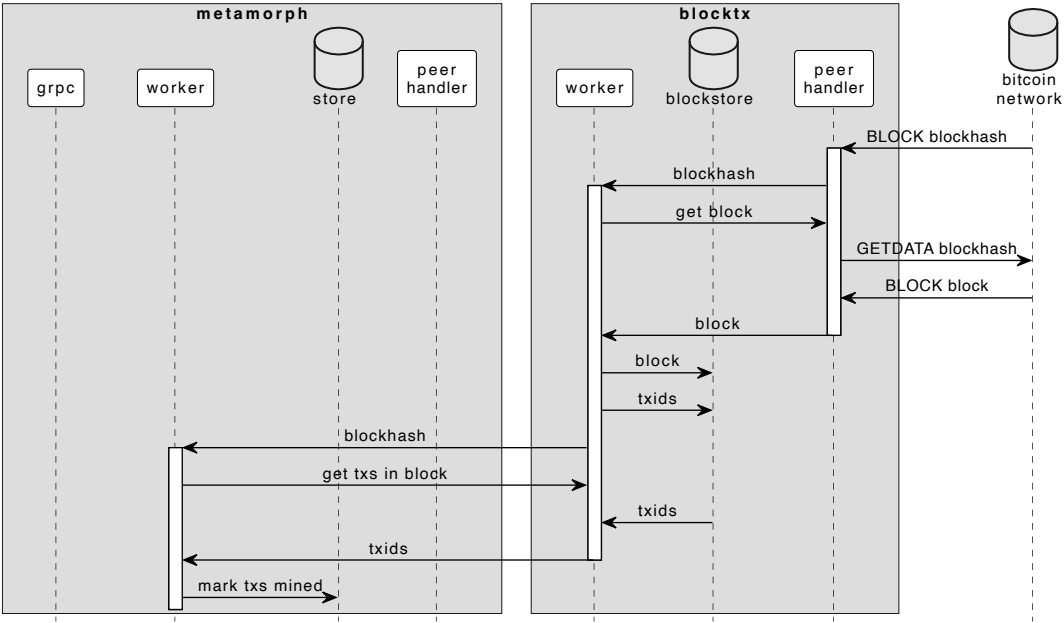 metamorph
blocktx
grpc
worker
store
peer
handler
worker
blockstore
peer
handler
bitcoin
network
BLOCK blockhash
blockhash
get block
GETDATA blockhash
BLOCK block
block
block
txids
blockhash
get txs in block
txids
txids
mark txs mined